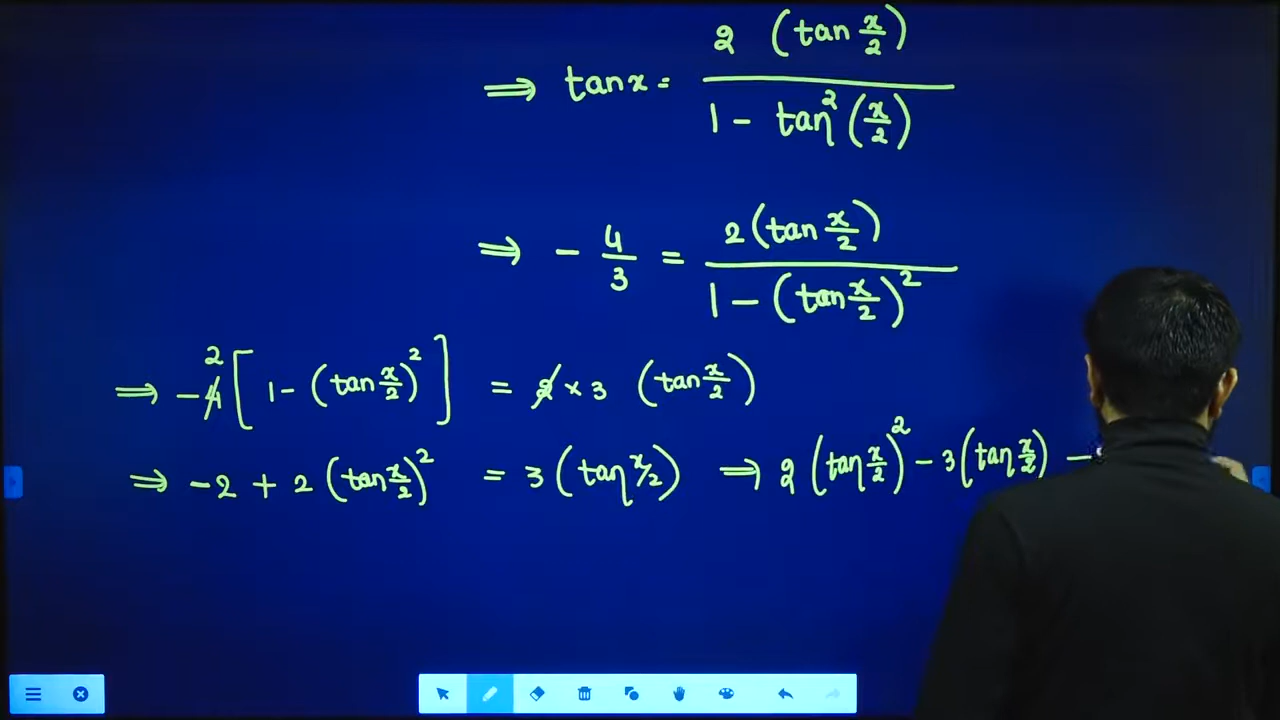 ⇒ tan x = 2 (tan x/2) / 1 - tan² (x/2)
⇒ - 4/3 = 2 (tan x/2) / 1 - (tan x/2)²
⇒ -4 2 [ 1 - (tan x/2)² ] = 2 × 3 (tan x/2)
⇒ -2 + 2 (tan x/2)² = 3 (tan x/2) ⇒ 2 (tan x/2)² - 3 (tan x/2) -